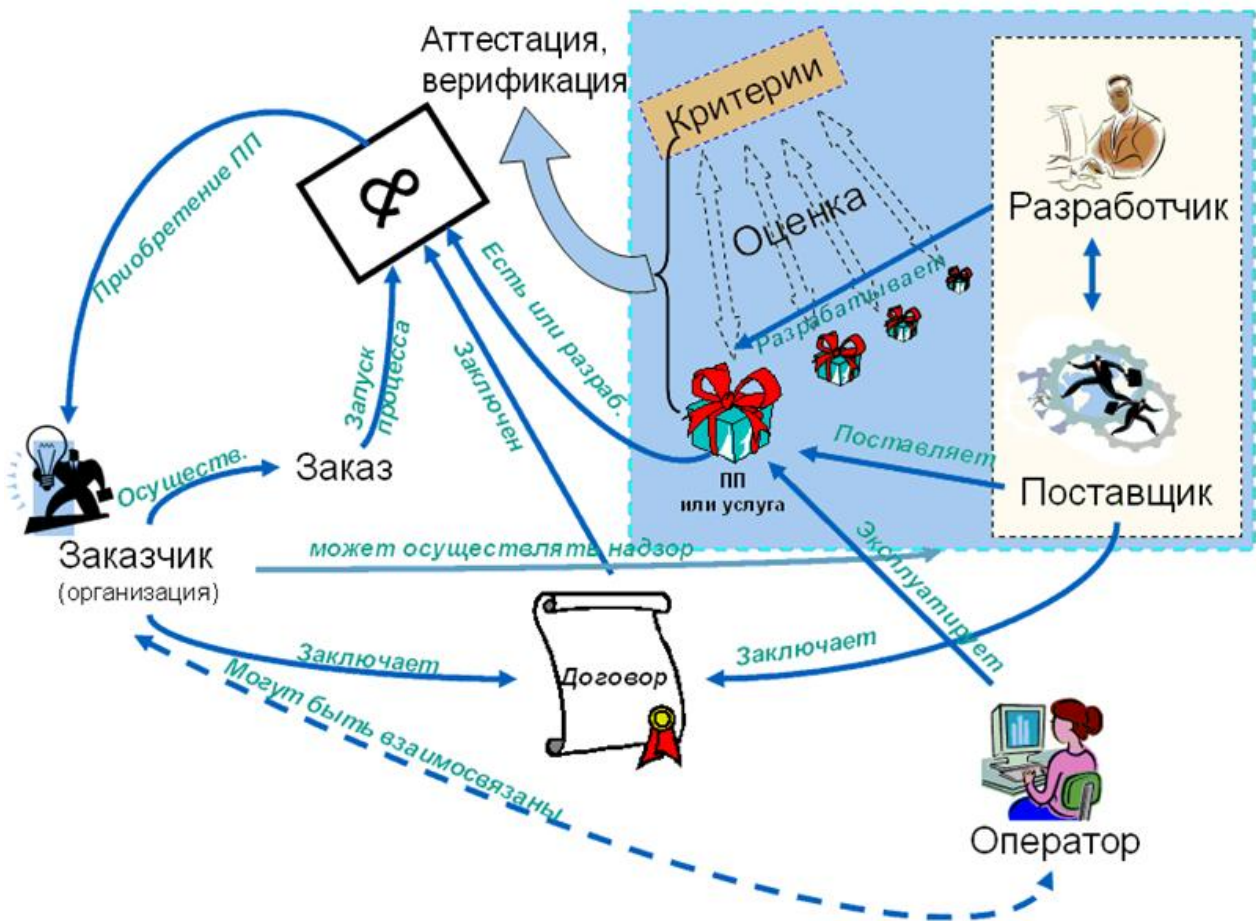 Аттестация,
верификация
Критерии
Оценка
Разработчик
Приобретение ПП
Есть или разраб.
Разрабатывает
Запуск
процесса
Заключен
Поставляет
Осуществ.
Заказ
ПП
или услуга
Поставщик
Заказчик
(организация)
может осуществлять надзор
Эксплуатирует
Заключает
Договор
Заключает
Могут быть взаимосвязаны
Оператор
&